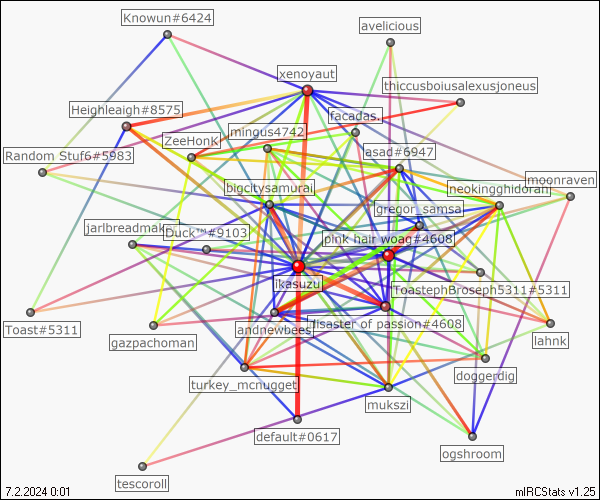 Knowun#6424
avelicious
xenoyaut
thiccusboiusalexusjoneus
Heighleaigh#8575
facadas.
ZeeHonk
mingus4742
Random Stuf6#5983
asad#6947
moonraven
bigcitysamurai
neokingghidorah
gregor_samsa
jarlbreadmak
Duck™#9103
pink hair woag#4608
ikasuzu
ToastephBroseph5311#5311
Toast#5311
andnewbees
disaster of passion#4608
lahnk
gazpachoman
doggerdig
turkey_mcnugget
mukszi
default#0617
ogshroom
tescoroll
7.2.2024 0:01
mIRCStats v1.25